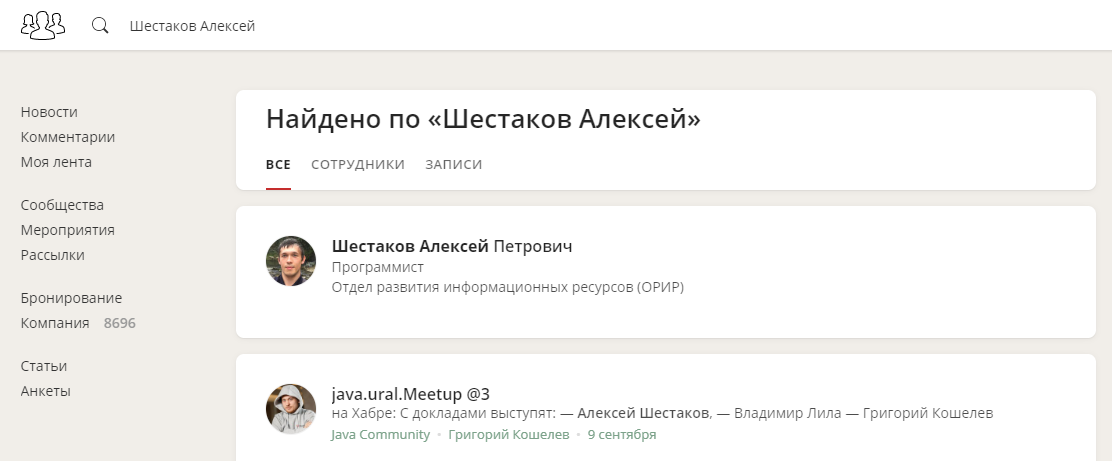 Шестаков Алексей
Новости
Комментарии
Моя лента
Сообщества
Мероприятия
Рассылки
Бронирование
Компания 8696
Статьи
Анкеты
Найдено по «Шестаков Алексей»
ВСЕ СОТРУДНИКИ ЗАПИСИ
Шестаков Алексей Петрович
Программист
Отдел развития информационных ресурсов (ОРИР)
java.ural.Meetup @3
на Хабре: С докладами выступят: — Алексей Шестаков, — Владимир Лила — Григорий Кошелев
Java Community • Григорий Кошелев • 9 сентября